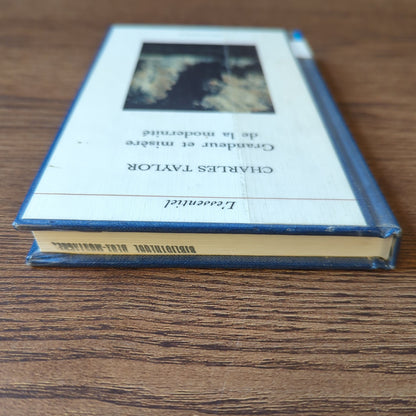 L'essentiel
CHARLES TAYLOR
Grandeur et misère
de la modernité